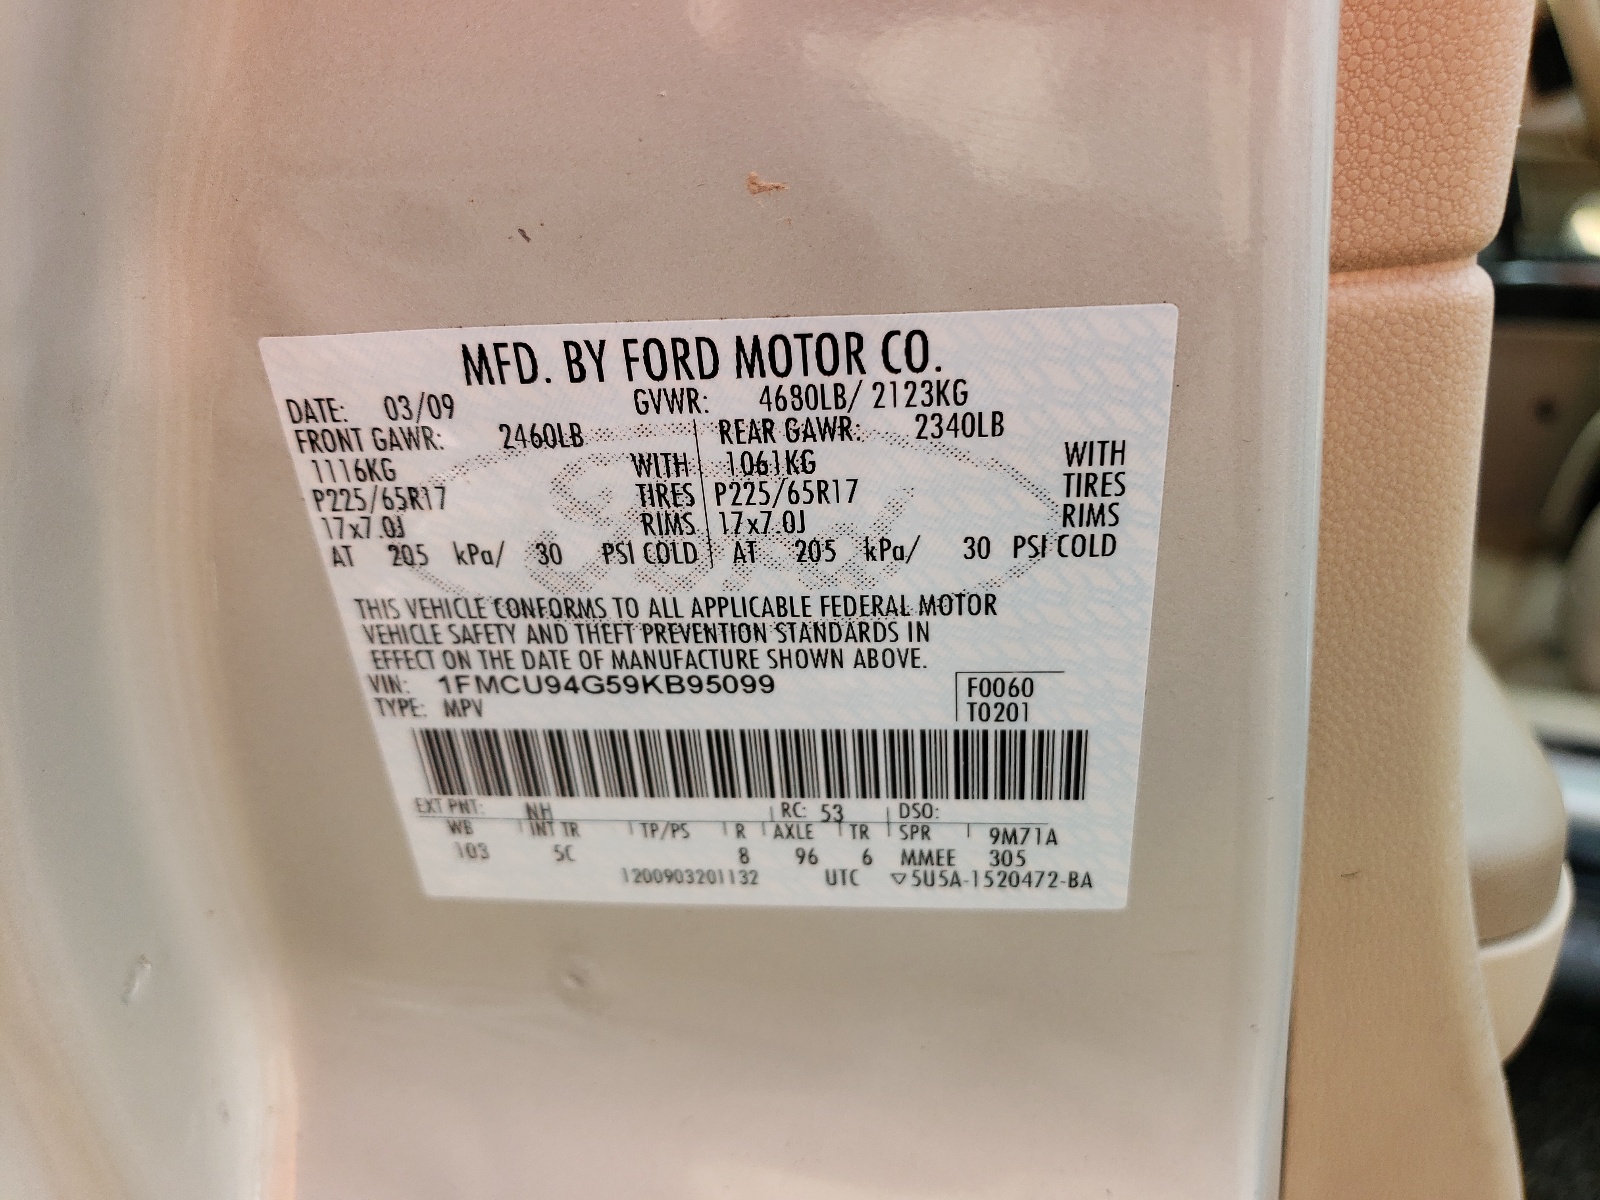 MFD. BY FORD MOTOR CO.
DATE: 03/09 GVWR: 4680LB/ 2123KG
FRONT GAWR: 2460LB REAR GAWR: 2340LB
1116KG WITH 1061KG WITH
P225/65R17 TIRES P225/65R17 TIRES
17x7.0J RIMS 17x7.0J RIMS
AT 205 kPa/ 30 PSI COLD AT 205 kPa/ 30 PSI COLD
THIS VEHICLE CONFORMS TO ALL APPLICABLE FEDERAL MOTOR
VEHICLE SAFETY AND THEFT PREVENTION STANDARDS IN
EFFECT ON THE DATE OF MANUFACTURE SHOWN ABOVE.
VIN: 1FMCU94G59KB95099 F0060
TYPE: MPV T0201
EXT PNT: NH RC: 53 DSO:
WB INT TR TP/PS R AXLE TR SPR 9M71A
103 5C 8 96 6 MMEE 305
1200903201132 UTC ▽5U5A-1520472-BA
Ford